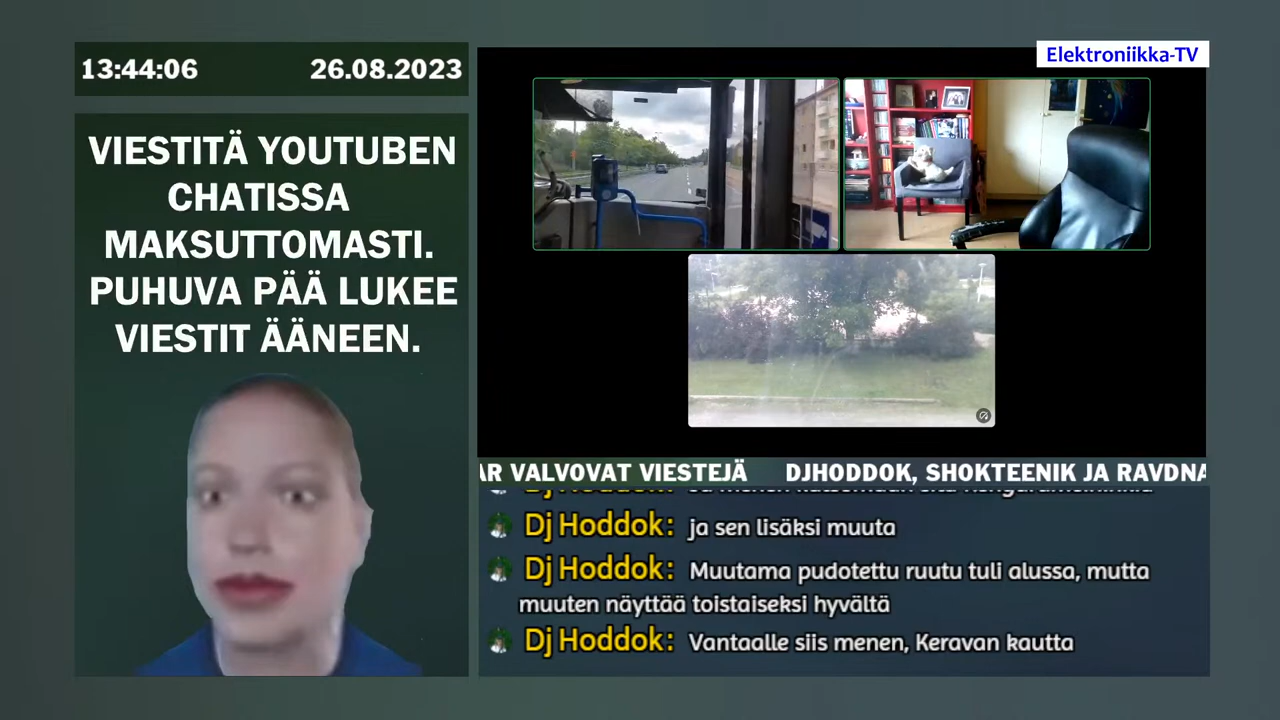 13:44:06 26.08.2023
Elektroniikka-TV
VIESTITÄ YOUTUBEN
CHATISSA
MAKSUTTOMASTI.
PUHUVA PÄÄ LUKEE
VIESTIT ÄÄNEEN.
AR VALVOVAT VIESTEJÄ DJHODDOK, SHOKTEENIK JA RAVDNA
Dj Hoddok:
Dj Hoddok: ja sen lisäksi muuta
Dj Hoddok: Muutama pudotettu ruutu tuli alussa, mutta
muuten näyttää toistaiseksi hyvältä
Dj Hoddok: Vantaalle siis menen, Keravan kautta